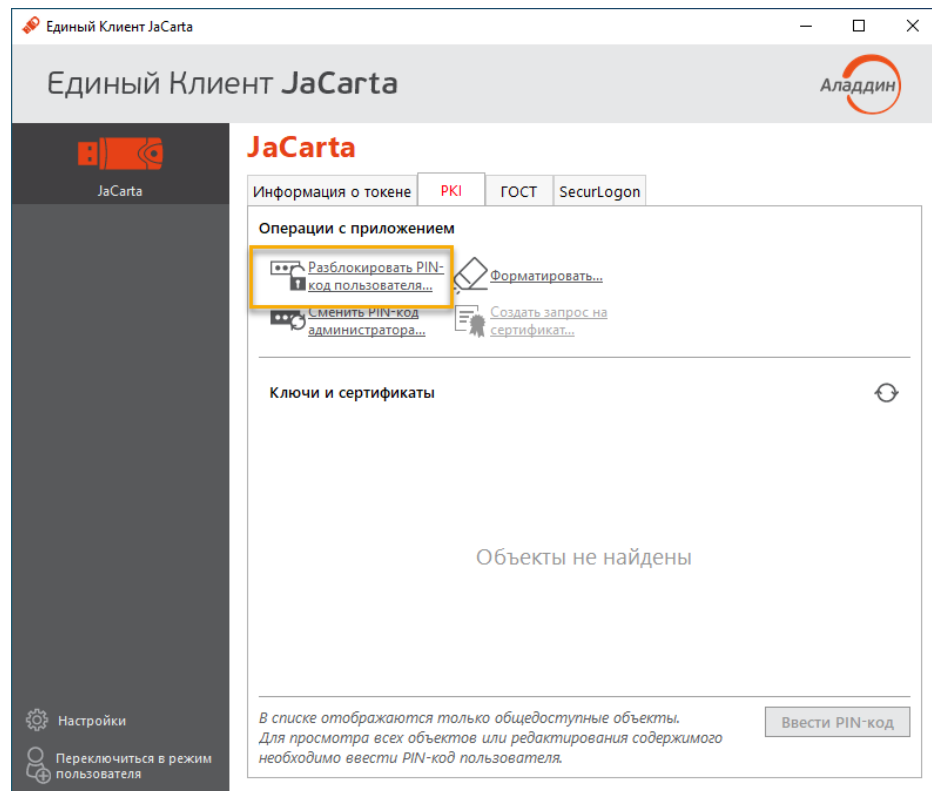 Единый Клиент JaCarta
Единый Клиент JaCarta
Аладдин
JaCarta
JaCarta
Информация о токене PKI ГОСТ SecurLogon
Операции с приложением
Разблокировать PIN-
код пользователя...
Форматировать...
Сменить PIN-код
администратора...
Создать запрос на
сертификат...
Ключи и сертификаты
Объекты не найдены
В списке отображаются только общедоступные объекты.
Для просмотра всех объектов или редактирования содержимого
необходимо ввести PIN-код пользователя.
Ввести PIN-код
Настройки
Переключиться в режим
пользователя